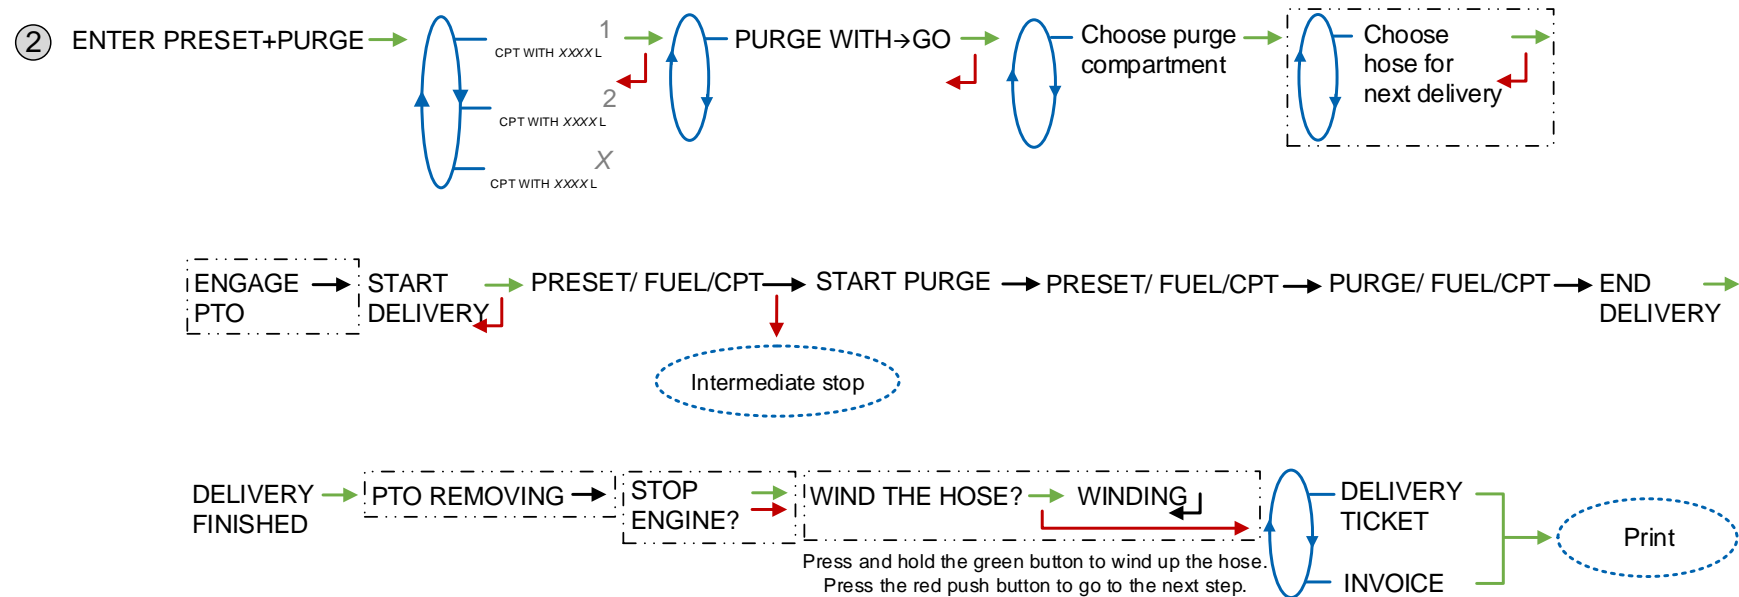 2 ENTER PRESET+PURGE
CPT WITH XXXX L 1
CPT WITH XXXX L 2
CPT WITH XXXX L X
PURGE WITH→GO
Choose purge
compartment
Choose
hose for
next delivery
ENGAGE
PTO
START
DELIVERY
PRESET/ FUEL/CPT
START PURGE
PRESET/ FUEL/CPT
PURGE/ FUEL/CPT
END
DELIVERY
Intermediate stop
DELIVERY
FINISHED
PTO REMOVING
STOP
ENGINE?
WIND THE HOSE?
WINDING
Press and hold the green button to wind up the hose.
Press the red push button to go to the next step.
DELIVERY
TICKET
INVOICE
Print